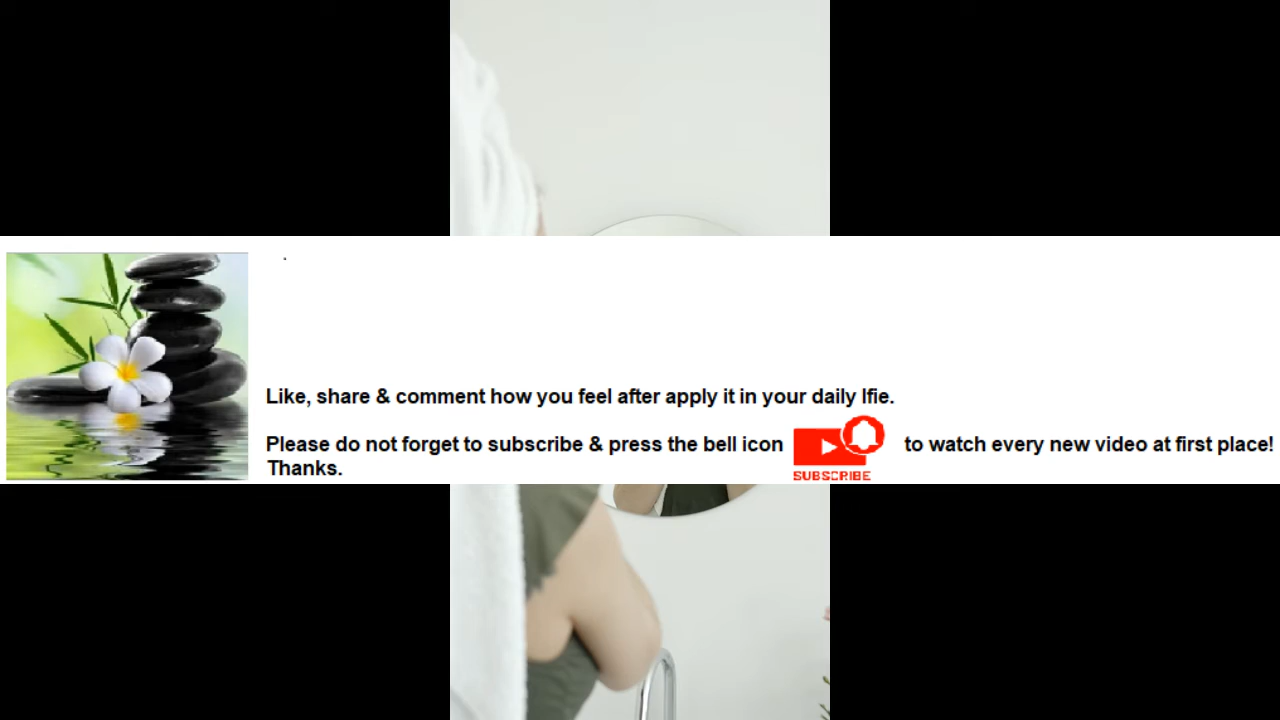 .
Like, share & comment how you feel after apply it in your daily lfie.
Please do not forget to subscribe & press the bell icon SUBSCRIBE to watch every new video at first place!
Thanks.